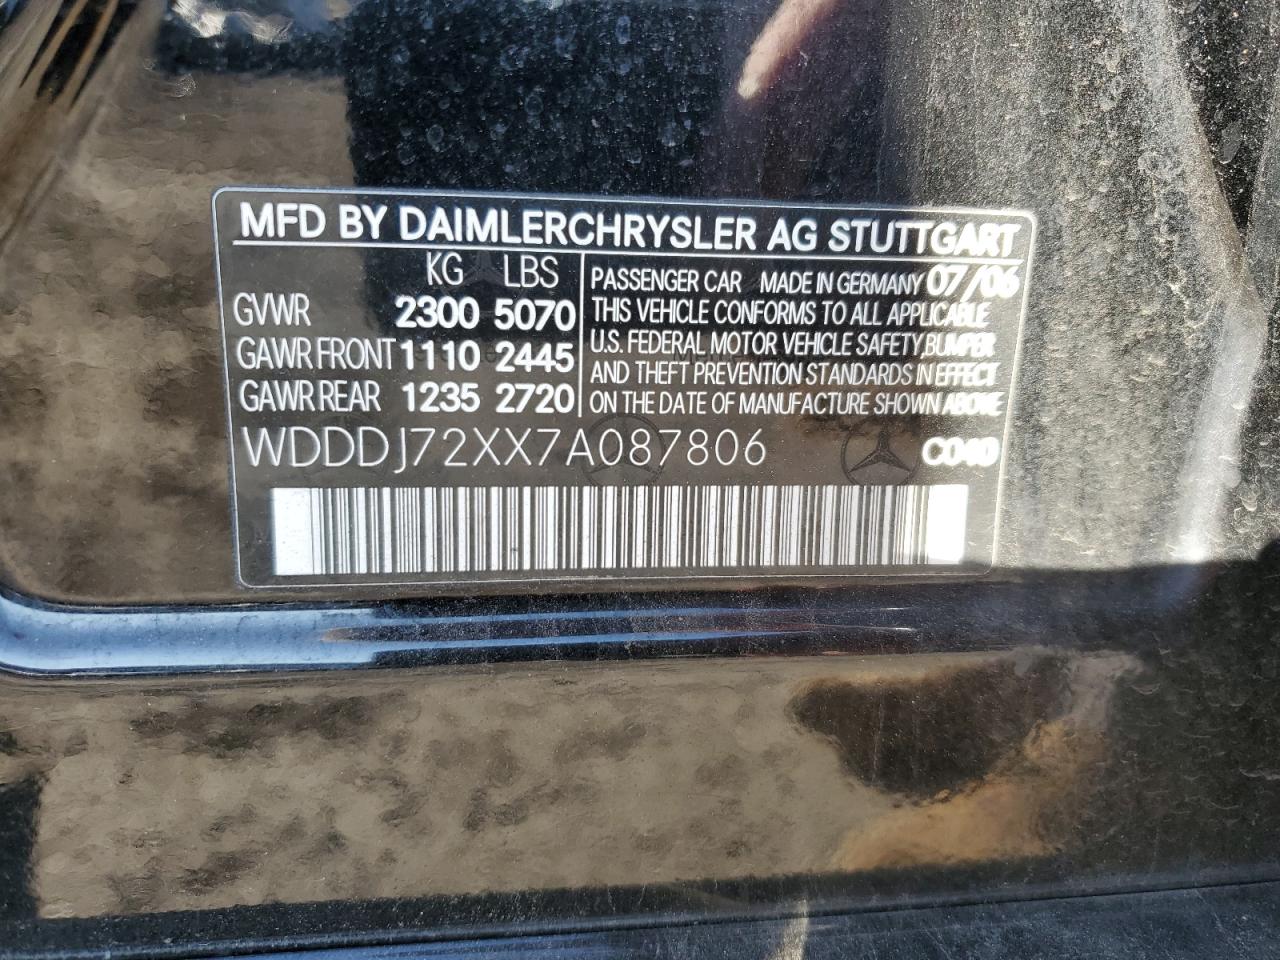 MFD BY DAIMLERCHRYSLER AG STUTTGART
KG LBS
GVWR 2300 5070
GAWR FRONT 1110 2445
GAWR REAR 1235 2720
PASSENGER CAR MADE IN GERMANY 07/06
THIS VEHICLE CONFORMS TO ALL APPLICABLE
U.S. FEDERAL MOTOR VEHICLE SAFETY, BUMPER
AND THEFT PREVENTION STANDARDS IN EFFECT
ON THE DATE OF MANUFACTURE SHOWN ABOVE
WDDDJ72XX7A087806 C040